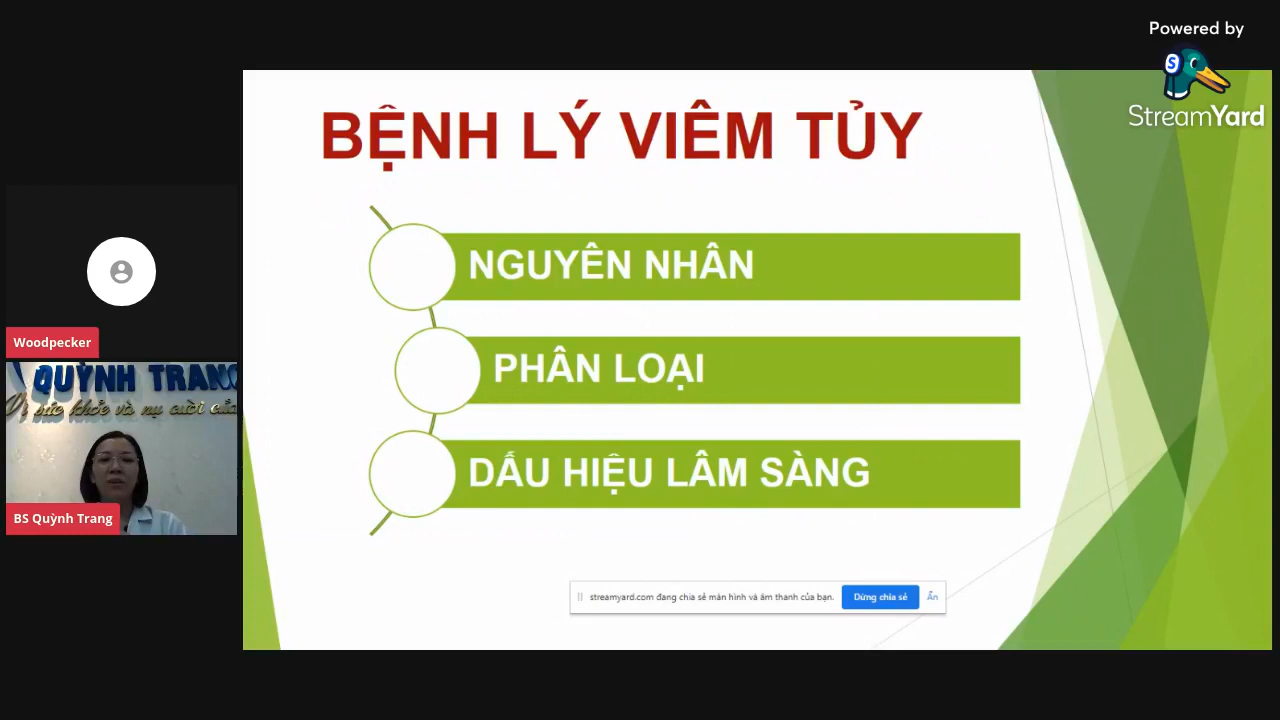 Powered by
StreamYard
BỆNH LÝ VIÊM TỦY
NGUYÊN NHÂN
PHÂN LOẠI
DẤU HIỆU LÂM SÀNG
Woodpecker
QUỲNH TRANG
Vì sức khỏe và nụ cười của
BS Quỳnh Trang
streamyard.com đang chia sẻ màn hình và âm thanh của bạn.
Dừng chia sẻ
Ẩn